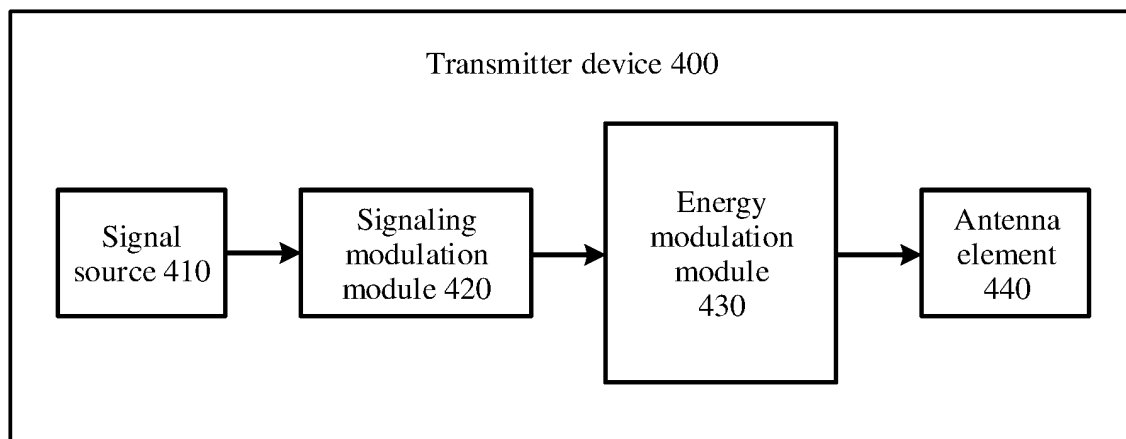 Transmitter device 400
Signal
source 410
Signaling
modulation
module 420
Energy
modulation
module
430
Antenna
element
440